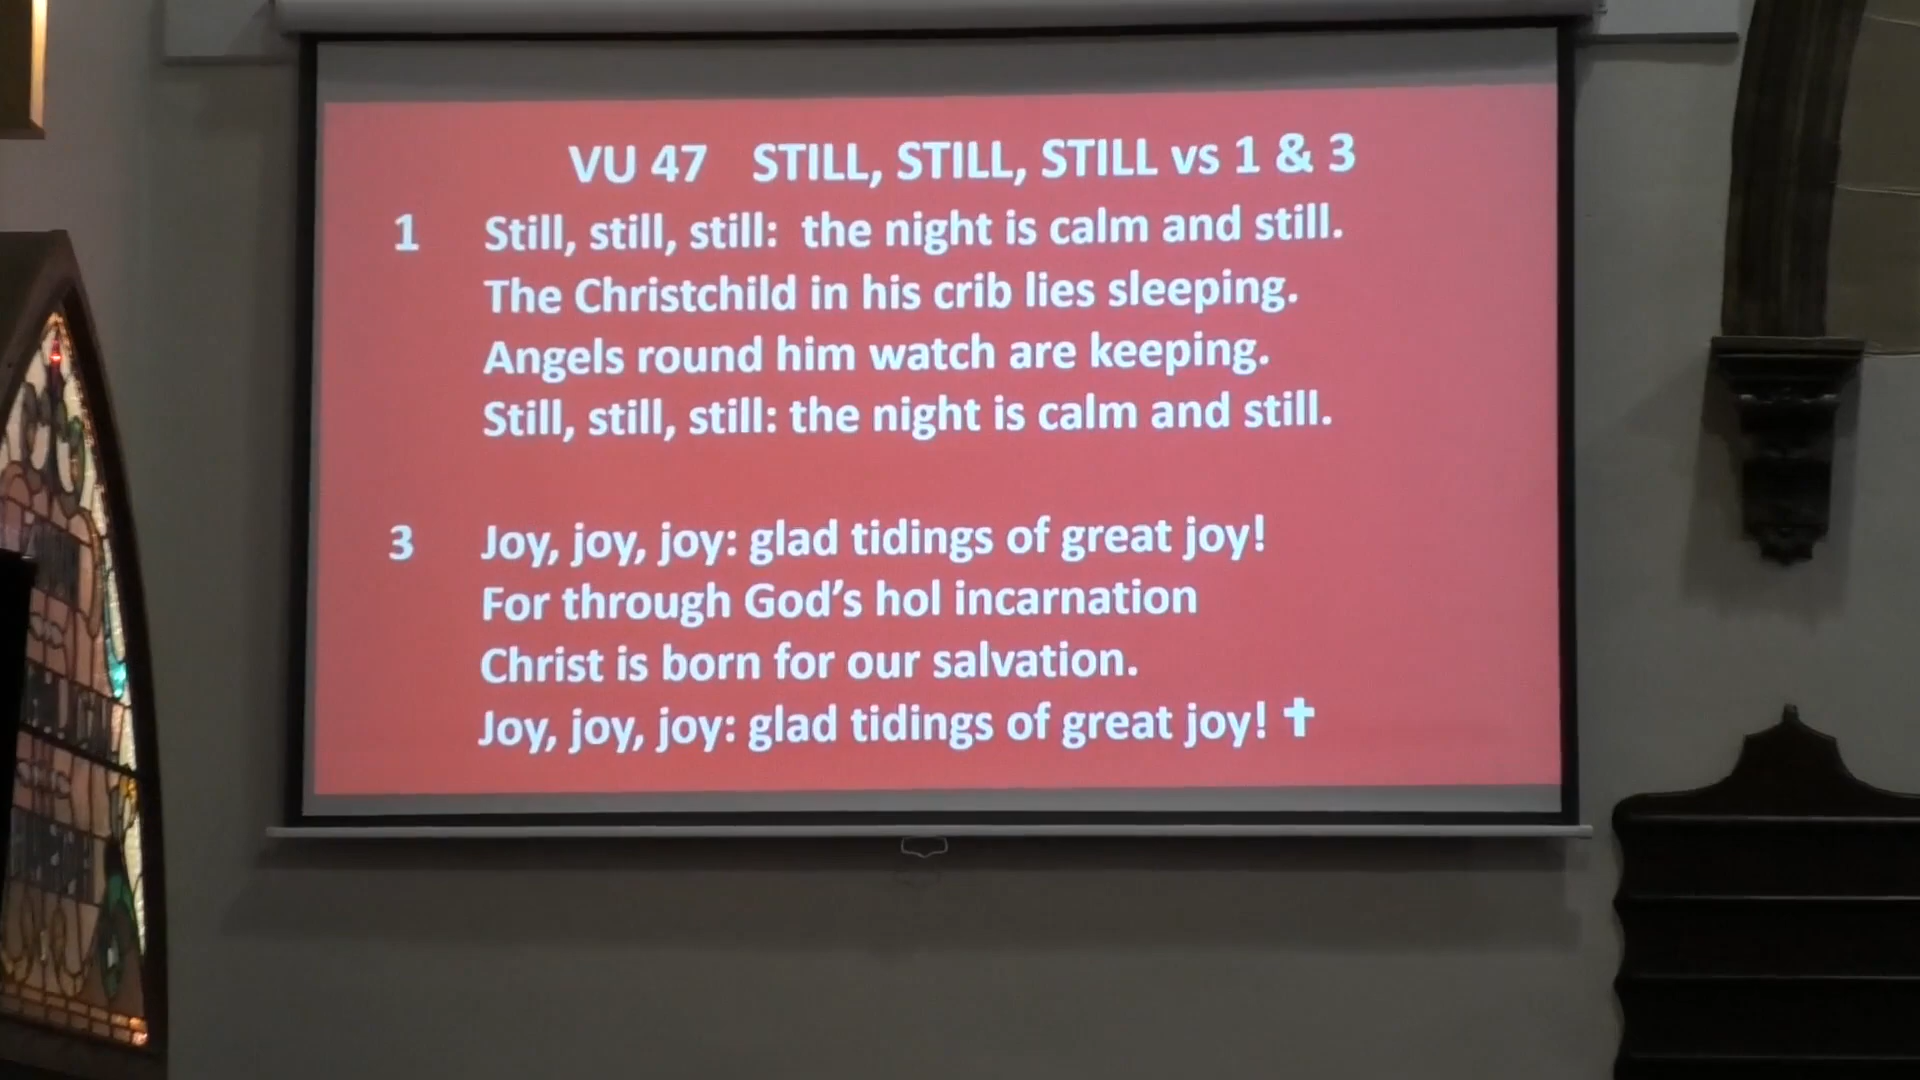 VU 47 STILL, STILL, STILL vs 1 & 3
1 Still, still, still: the night is calm and still.
The Christchild in his crib lies sleeping.
Angels round him watch are keeping.
Still, still, still: the night is calm and still.
3 Joy, joy, joy: glad tidings of great joy!
For through God’s hol incarnation
Christ is born for our salvation.
Joy, joy, joy: glad tidings of great joy! ✝